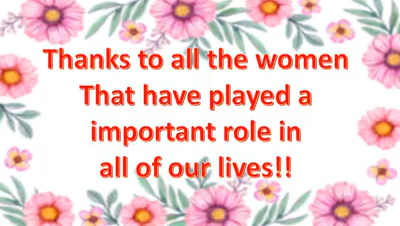 Thanks to all the women
That have played a
important role in
all of our lives!!